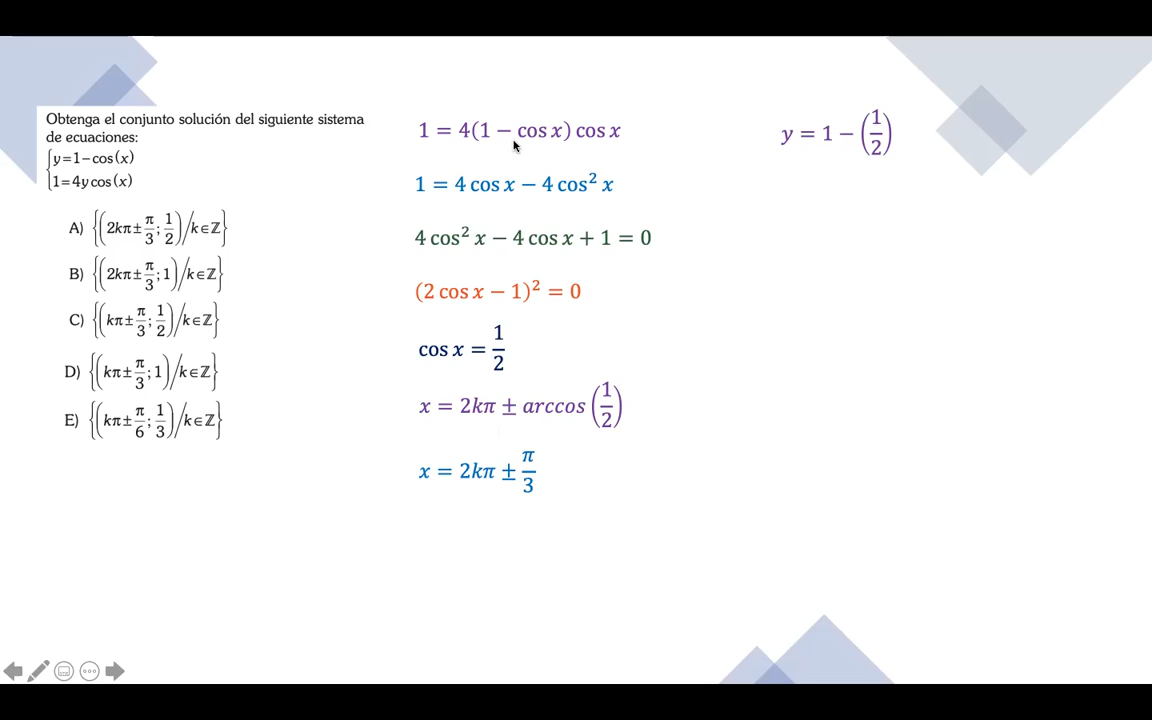 Obtenga el conjunto solución del siguiente sistema
de ecuaciones:
{y=1−cos(x)
1=4y cos(x)
A) {(2kπ± π/3; 1/2)/k∈ℤ}
B) {(2kπ± π/3; 1)/k∈ℤ}
C) {(kπ± π/3; 1/2)/k∈ℤ}
D) {(kπ± π/3; 1)/k∈ℤ}
E) {(kπ± π/6; 1/3)/k∈ℤ}
1 = 4(1 − cos x) cos x
1 = 4 cos x − 4 cos² x
4 cos² x − 4 cos x + 1 = 0
(2 cos x − 1)² = 0
cos x = 1/2
x = 2kπ ± arccos (1/2)
x = 2kπ ± π/3
y = 1 − (1/2)